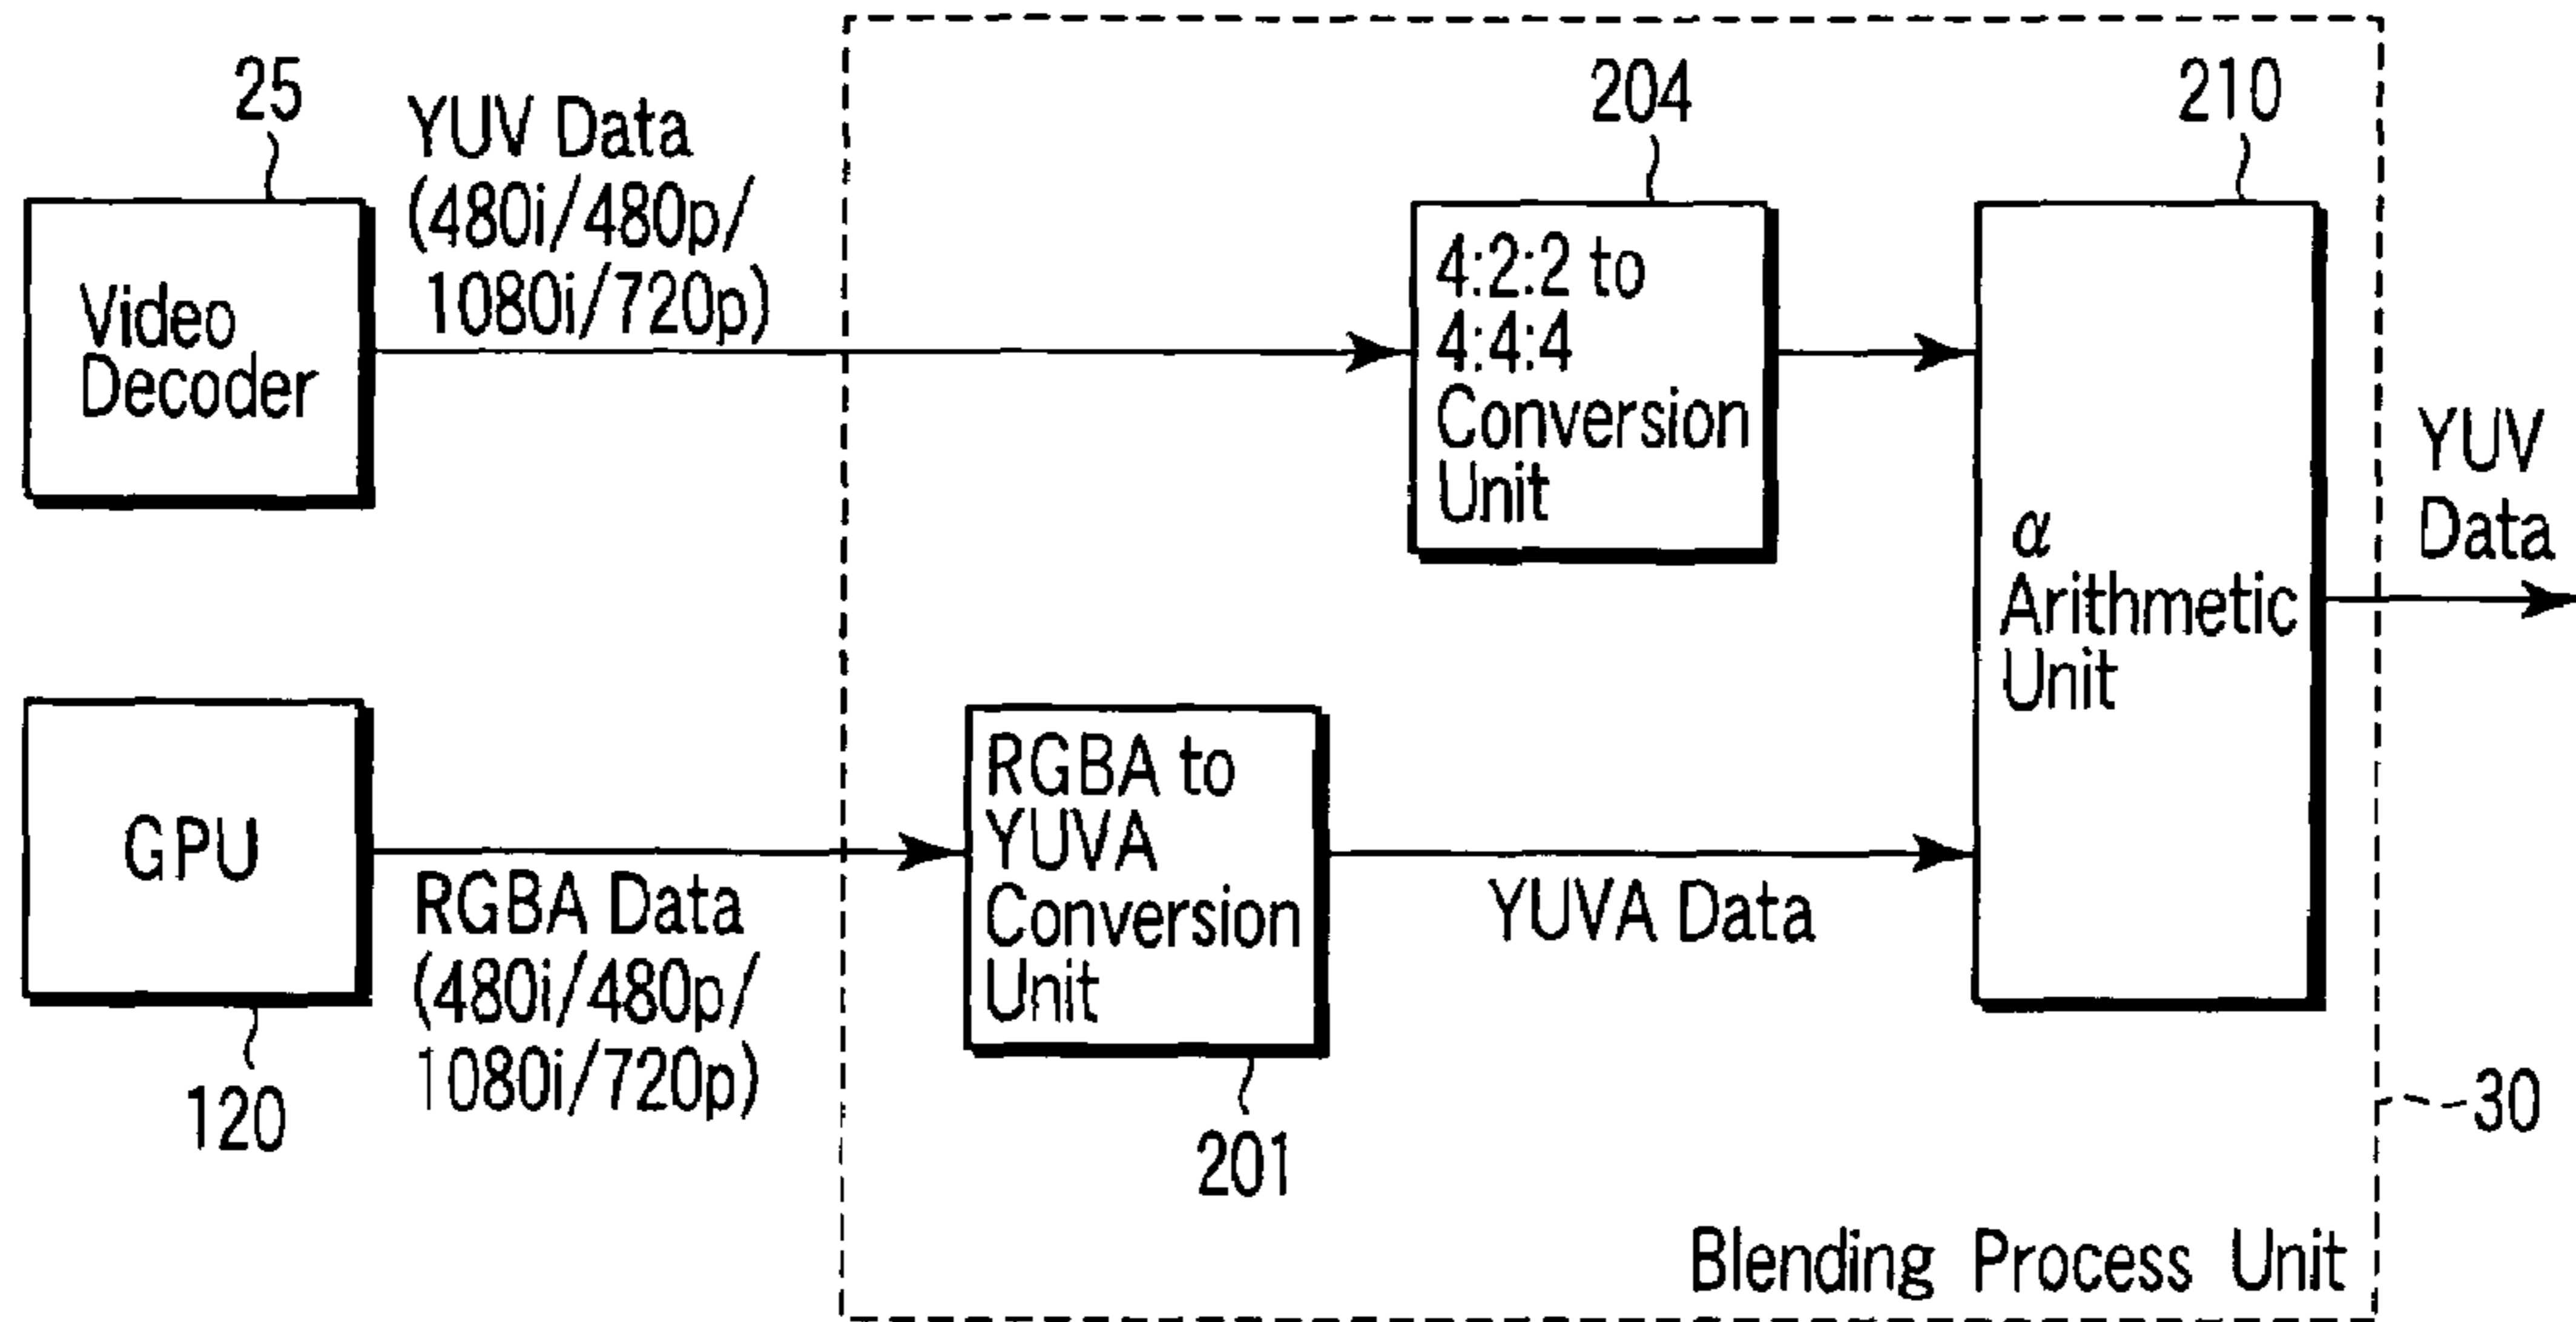 25
YUV Data
(480i/480p/
1080i/720p)
Video
Decoder
204
4:2:2 to
4:4:4
Conversion
Unit
210
α
Arithmetic
Unit
YUV
Data
GPU
120
RGBA Data
(480i/480p/
1080i/720p)
RGBA to
YUVA
Conversion
Unit
201
YUVA Data
30
Blending Process Unit